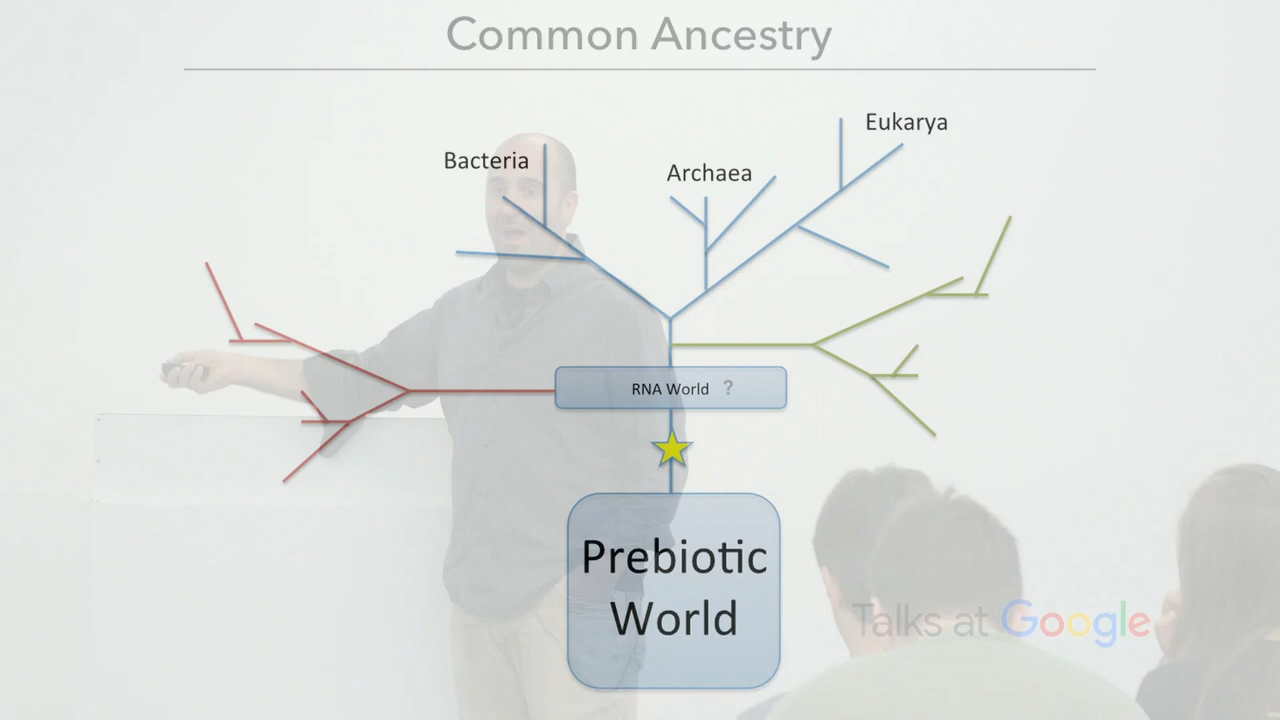 Common Ancestry
Eukarya
Bacteria
Archaea
RNA World ?
Prebiotic
World
Talks at Google